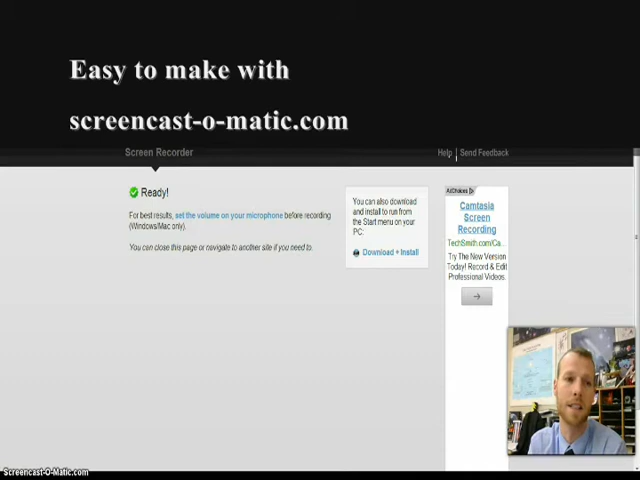 Easy to make with
screencast-o-matic.com
Screen Recorder
Help | Send Feedback
Ready!
For best results, set the volume on your microphone before recording
(Windows/Mac only).
You can close this page or navigate to another site if you need to.
You can also download
and install to run from
the Start menu on your
PC:
Download + Install
AdChoices
Camtasia
Screen
Recording
TechSmith.com/Ca...
Try The New Version
Today! Record & Edit
Professional Videos.
Screencast-O-Matic.com